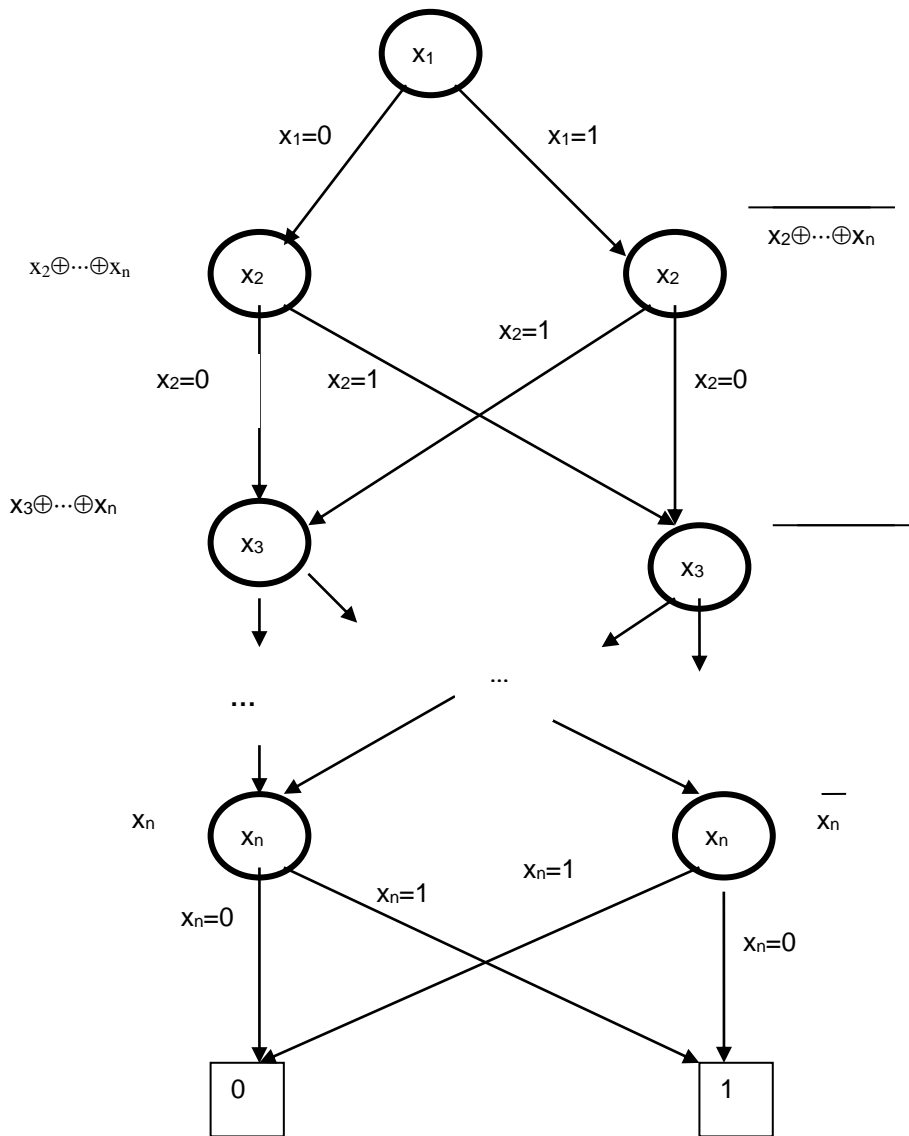 x₁
x₁=0
x₁=1
x₂⊕···⊕xₙ
x₂
x₂
x₂⊕···⊕xₙ
x₂=0
x₂=1
x₂=1
x₂=0
x₃⊕···⊕xₙ
x₃
x₃
...
...
xₙ
xₙ
xₙ
xₙ
xₙ=0
xₙ=1
xₙ=1
xₙ=0
0
1